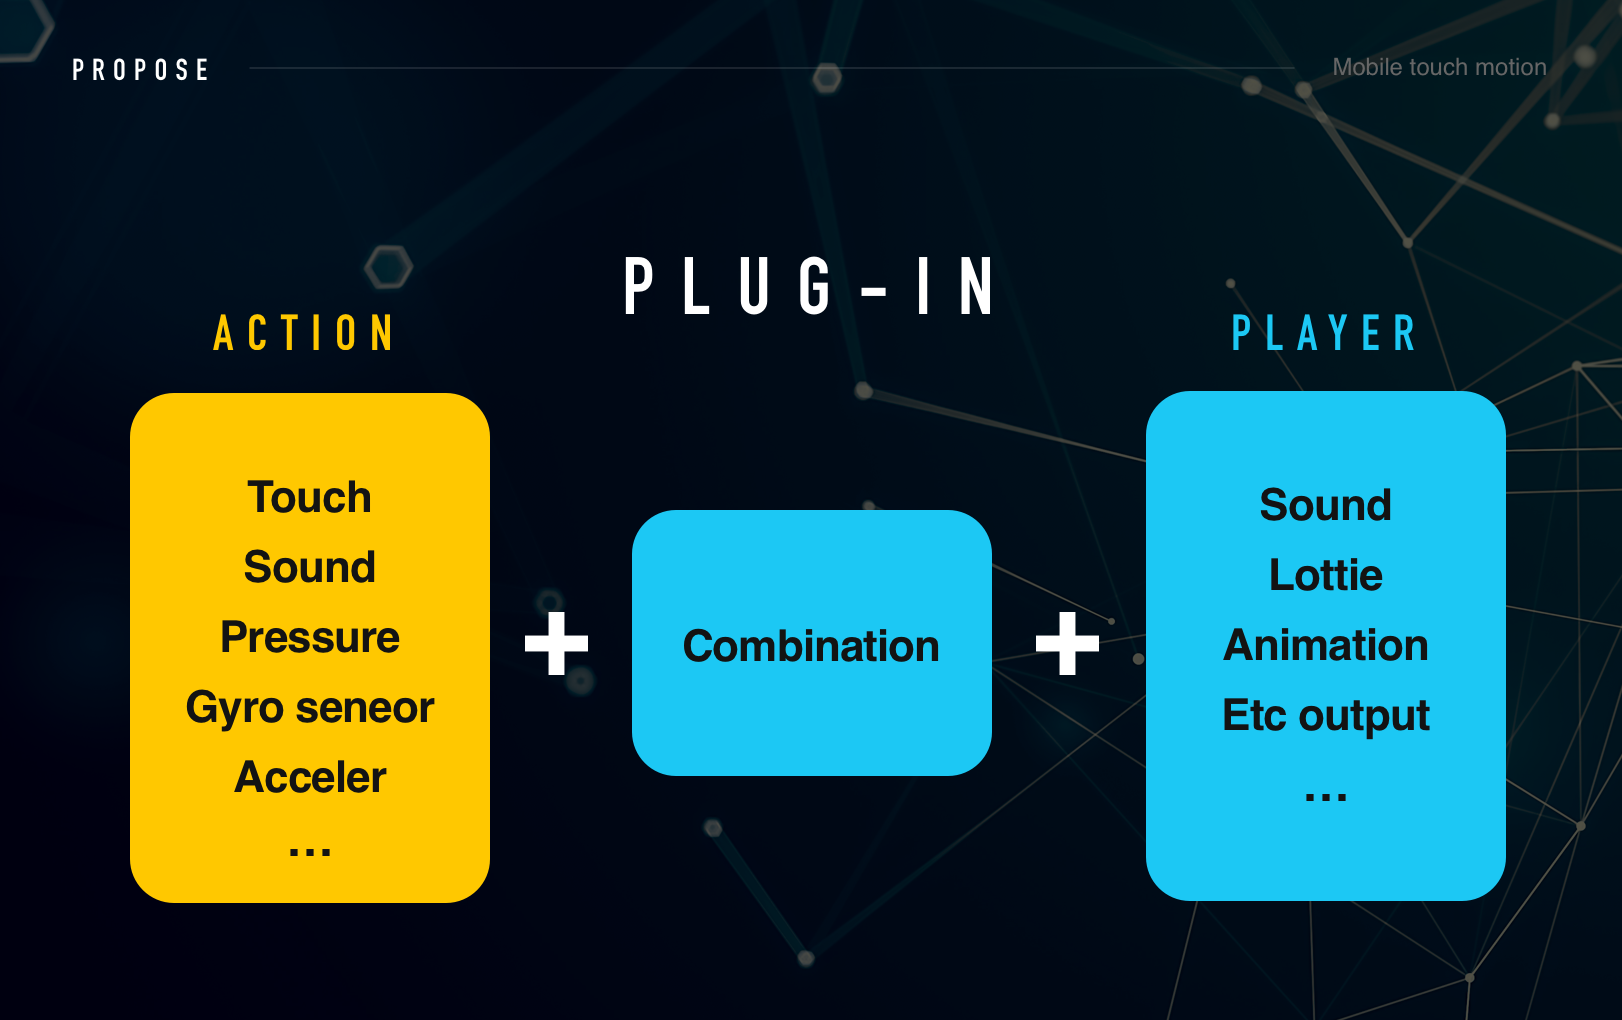 PROPOSE
Mobile touch motion
PLUG-IN
ACTION
Touch
Sound
Pressure
Gyro seneor
Acceler
...
Combination
PLAYER
Sound
Lottie
Animation
Etc output
...